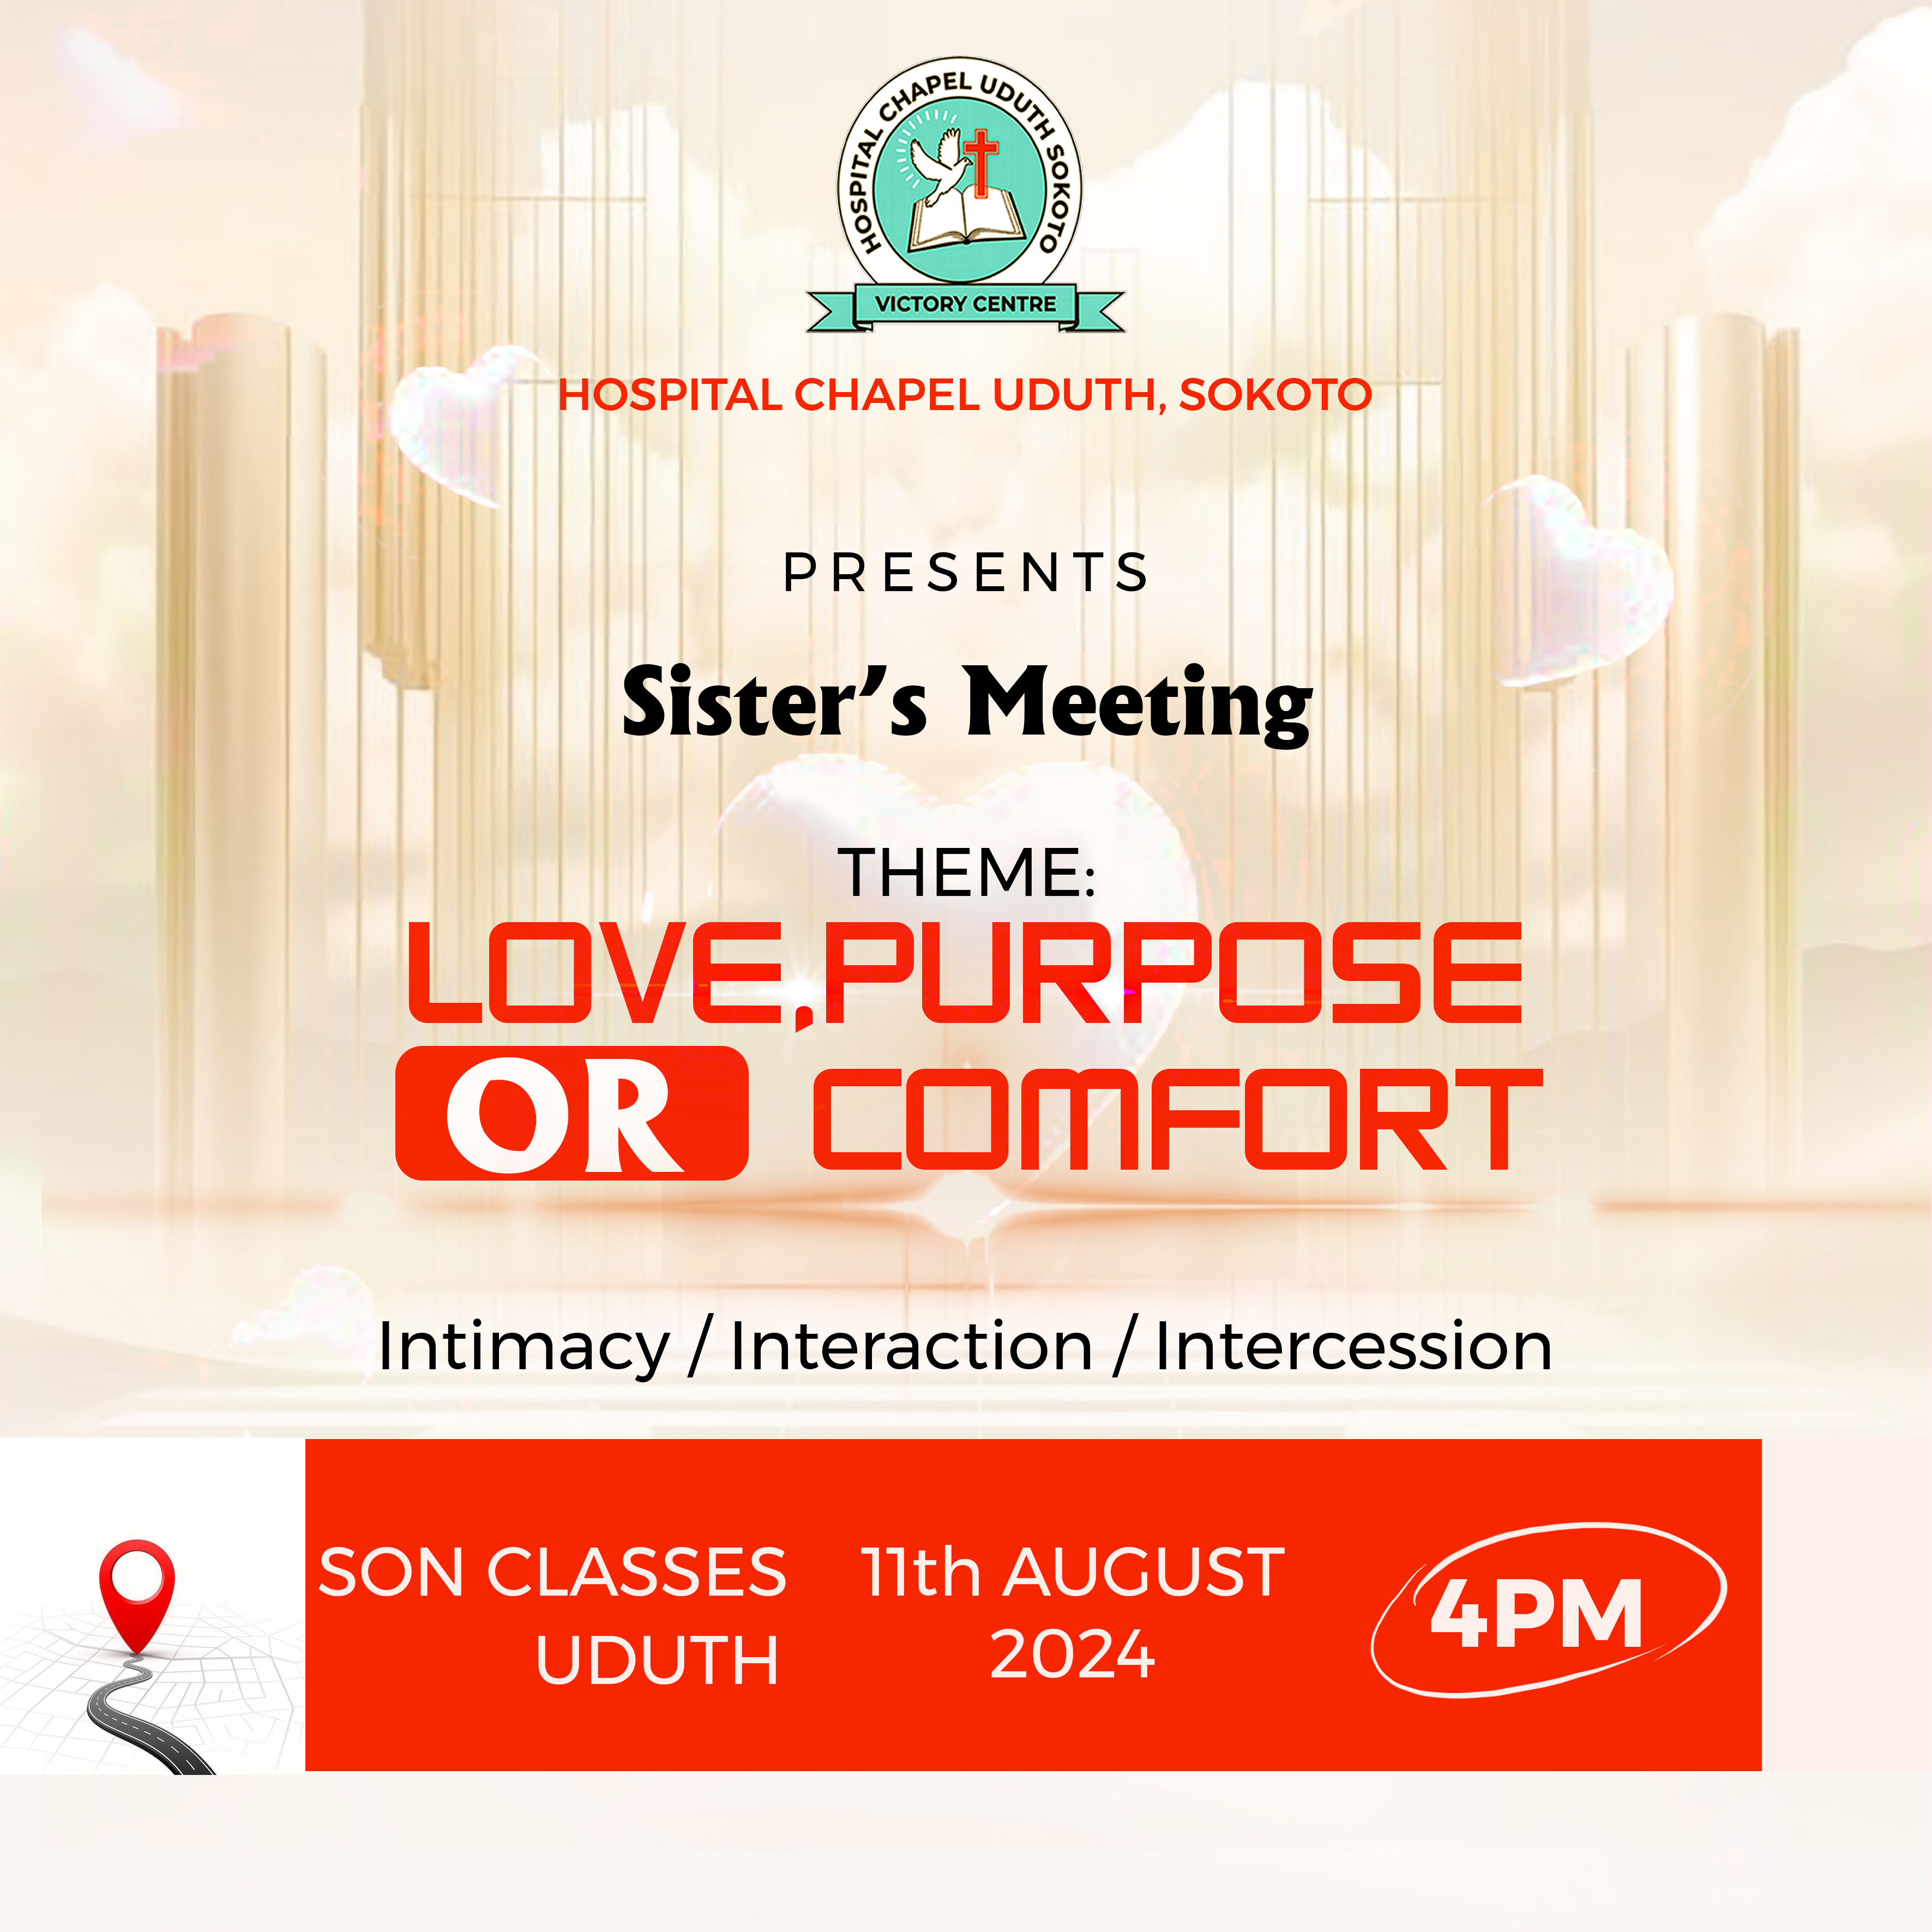 HOSPITAL CHAPEL UDUTH SOKOTO
VICTORY CENTRE
HOSPITAL CHAPEL UDUTH, SOKOTO
PRESENTS
Sister's Meeting
THEME:
LOVE,PURPOSE
OR COMFORT
Intimacy / Interaction / Intercession
SON CLASSES
UDUTH
11th AUGUST
2024
4PM